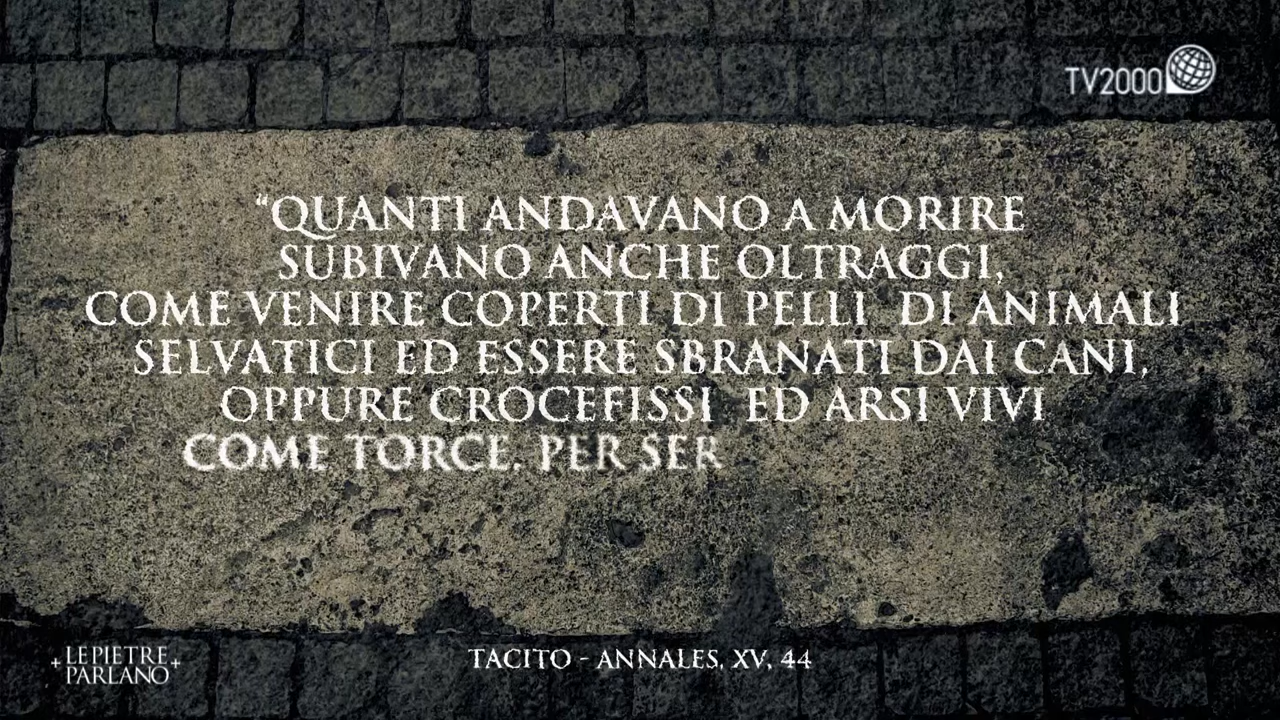 TV2000
“QUANTI ANDAVANO A MORIRE
SUBIVANO ANCHE OLTRAGGI,
COME VENIRE COPERTI DI PELLI DI ANIMALI
SELVATICI ED ESSERE SBRANATI DAI CANI,
OPPURE CROCEFISSI ED ARSI VIVI
COME TORCE. PER SER
TACITO - ANNALES, XV, 44
+LE PIETRE+
PARLANO